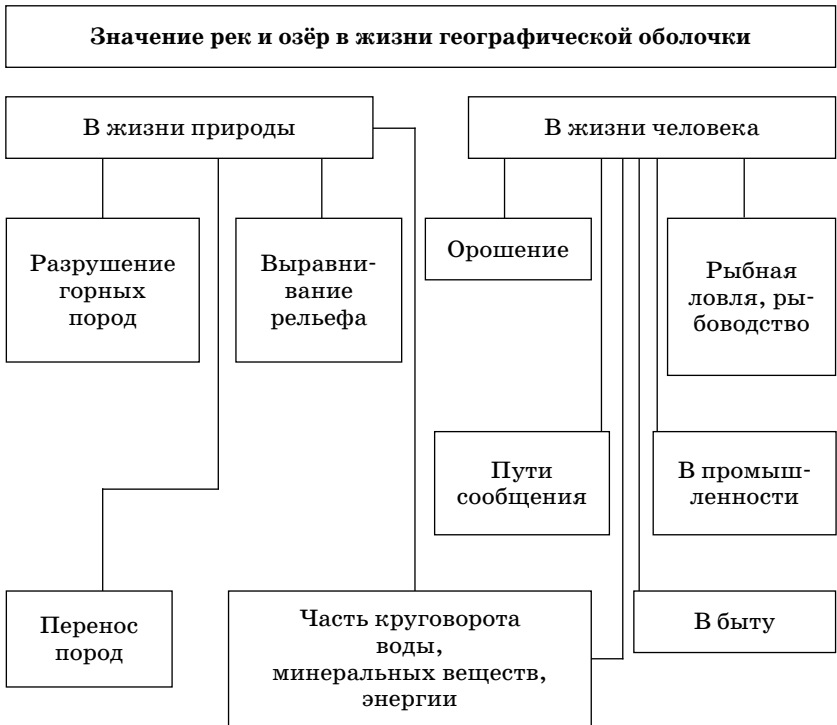 Значение рек и озёр в жизни географической оболочки
В жизни природы
В жизни человека
Разрушение
горных
пород
Выравни-
вание
рельефа
Орошение
Рыбная
ловля, ры-
боводство
Пути
сообщения
В промыш-
ленности
Перенос
пород
Часть круговорота
воды,
минеральных веществ,
энергии
В быту